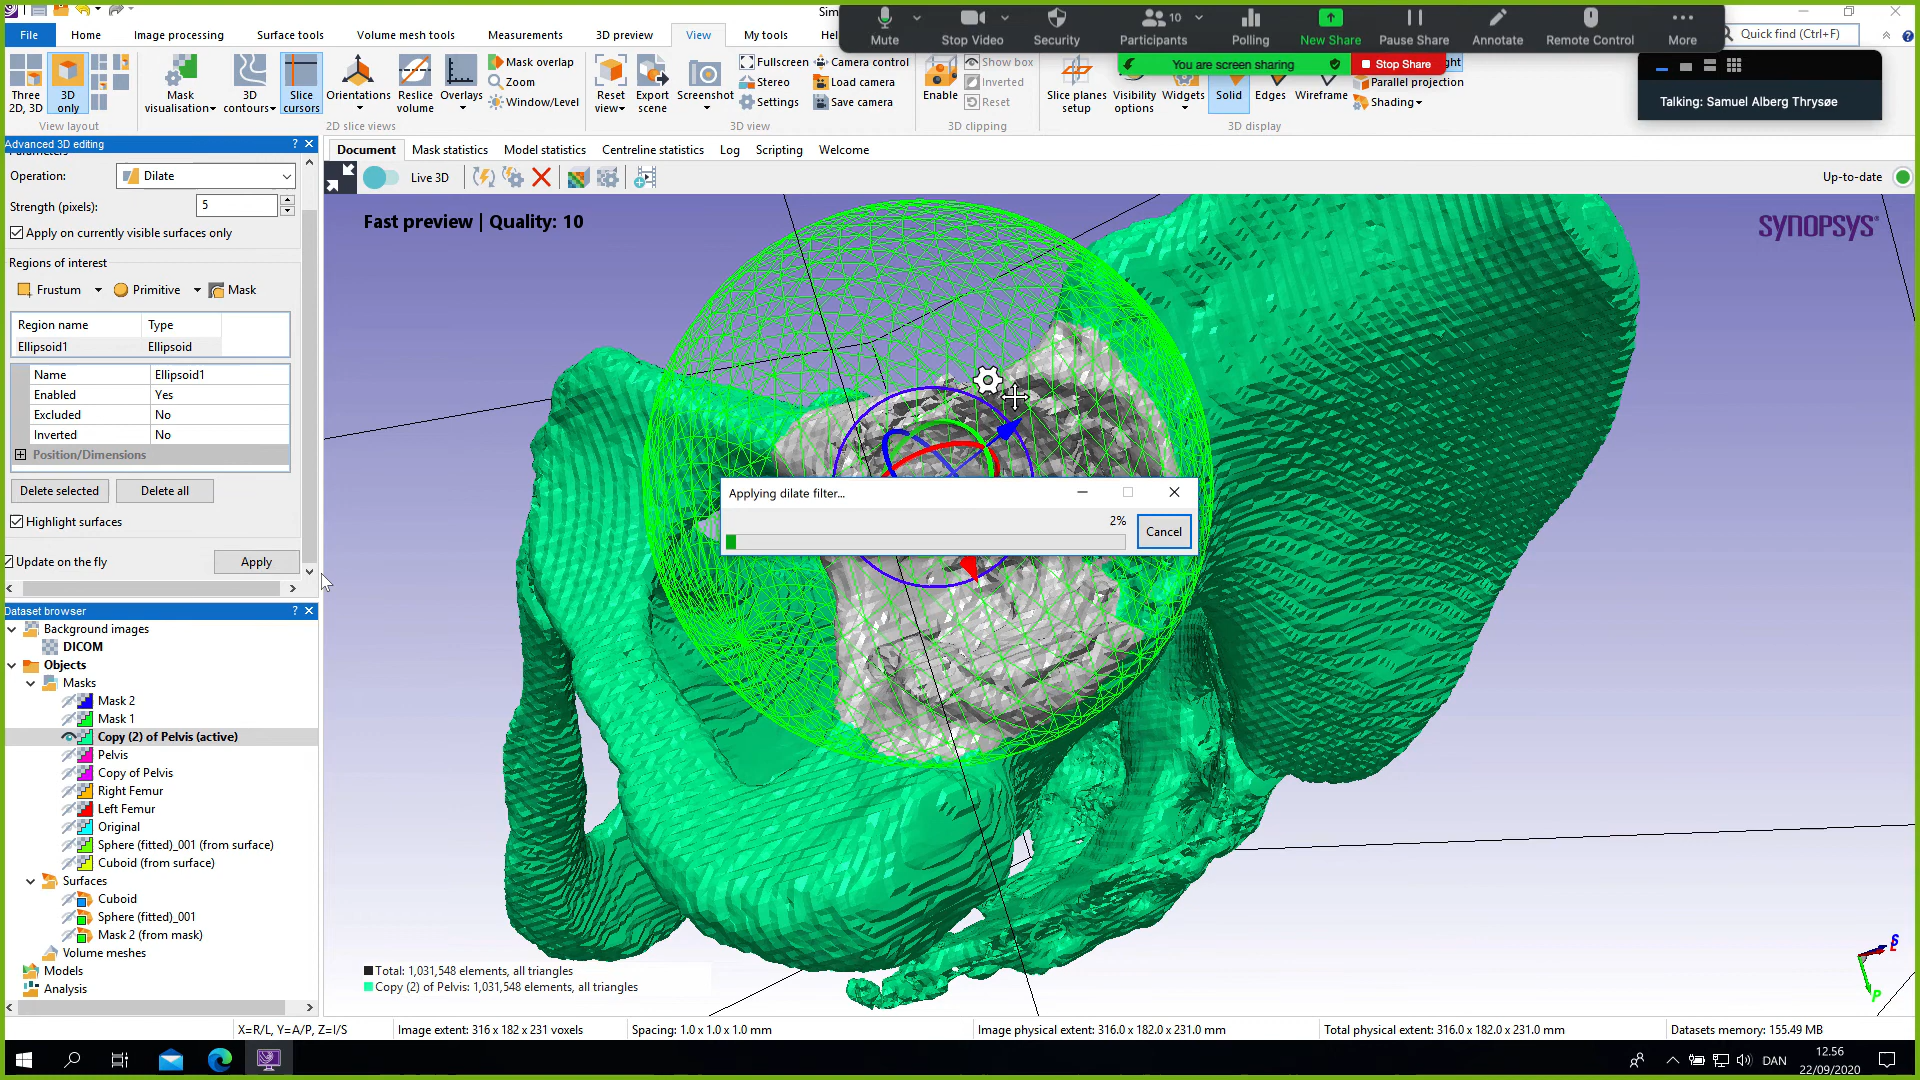 Sim
Mute
Stop Video
Security
10
Participants
Polling
New Share
Pause Share
Annotate
Remote Control
More
Quick find (Ctrl+F)
File
Home
Image processing
Surface tools
Volume mesh tools
Measurements
3D preview
View
My tools
Hel
You are screen sharing
Stop Share
Talking: Samuel Alberg Thrysøe
Three 2D, 3D
3D only
View layout
Mask visualisation
3D contours
Slice cursors
Orientations
Reslice volume
Overlays
Mask overlap
Zoom
Window/Level
2D slice views
Reset view
Export scene
Screenshot
Fullscreen
Stereo
Settings
Camera control
Load camera
Save camera
3D view
Enable
Show box
Inverted
Reset
3D clipping
Slice planes setup
Visibility options
Widgets
Solid
Edges
Wireframe
Parallel projection
Shading
3D display
Advanced 3D editing
Parameters
Operation:
Dilate
Strength (pixels):
5
Apply on currently visible surfaces only
Regions of interest
Frustum
Primitive
Mask
Region name Type
Ellipsoid1 Ellipsoid
Name Ellipsoid1
Enabled Yes
Excluded No
Inverted No
Position/Dimensions
Delete selected
Delete all
Highlight surfaces
Update on the fly
Apply
Document
Mask statistics
Model statistics
Centreline statistics
Log
Scripting
Welcome
Live 3D
Up-to-date
Fast preview | Quality: 10
SYNOPSYS
Applying dilate filter...
2%
Cancel
Dataset browser
Background images
DICOM
Objects
Masks
Mask 2
Mask 1
Copy (2) of Pelvis (active)
Pelvis
Copy of Pelvis
Right Femur
Left Femur
Original
Sphere (fitted)_001 (from surface)
Cuboid (from surface)
Surfaces
Cuboid
Sphere (fitted)_001
Mask 2 (from mask)
Volume meshes
Models
Analysis
Total: 1,031,548 elements, all triangles
Copy (2) of Pelvis: 1,031,548 elements, all triangles
S
L
P
X=R/L, Y=A/P, Z=I/S
Image extent: 316 x 182 x 231 voxels
Spacing: 1.0 x 1.0 x 1.0 mm
Image physical extent: 316.0 x 182.0 x 231.0 mm
Total physical extent: 316.0 x 182.0 x 231.0 mm
Datasets memory: 155.49 MB
DAN
12.56
22/09/2020